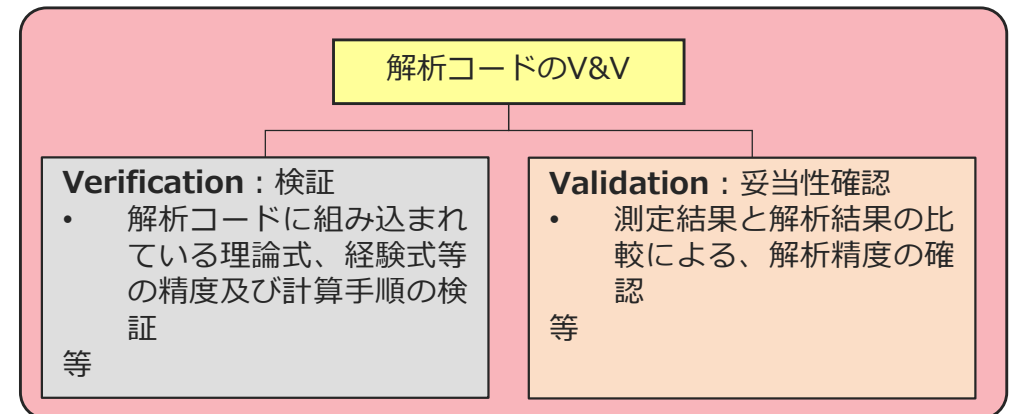 解析コードのV&V
Verification:検証
• 解析コードに組み込まれ
ている理論式、経験式等
の精度及び計算手順の検
証
等
Validation:妥当性確認
• 測定結果と解析結果の比
較による、解析精度の確
認
等